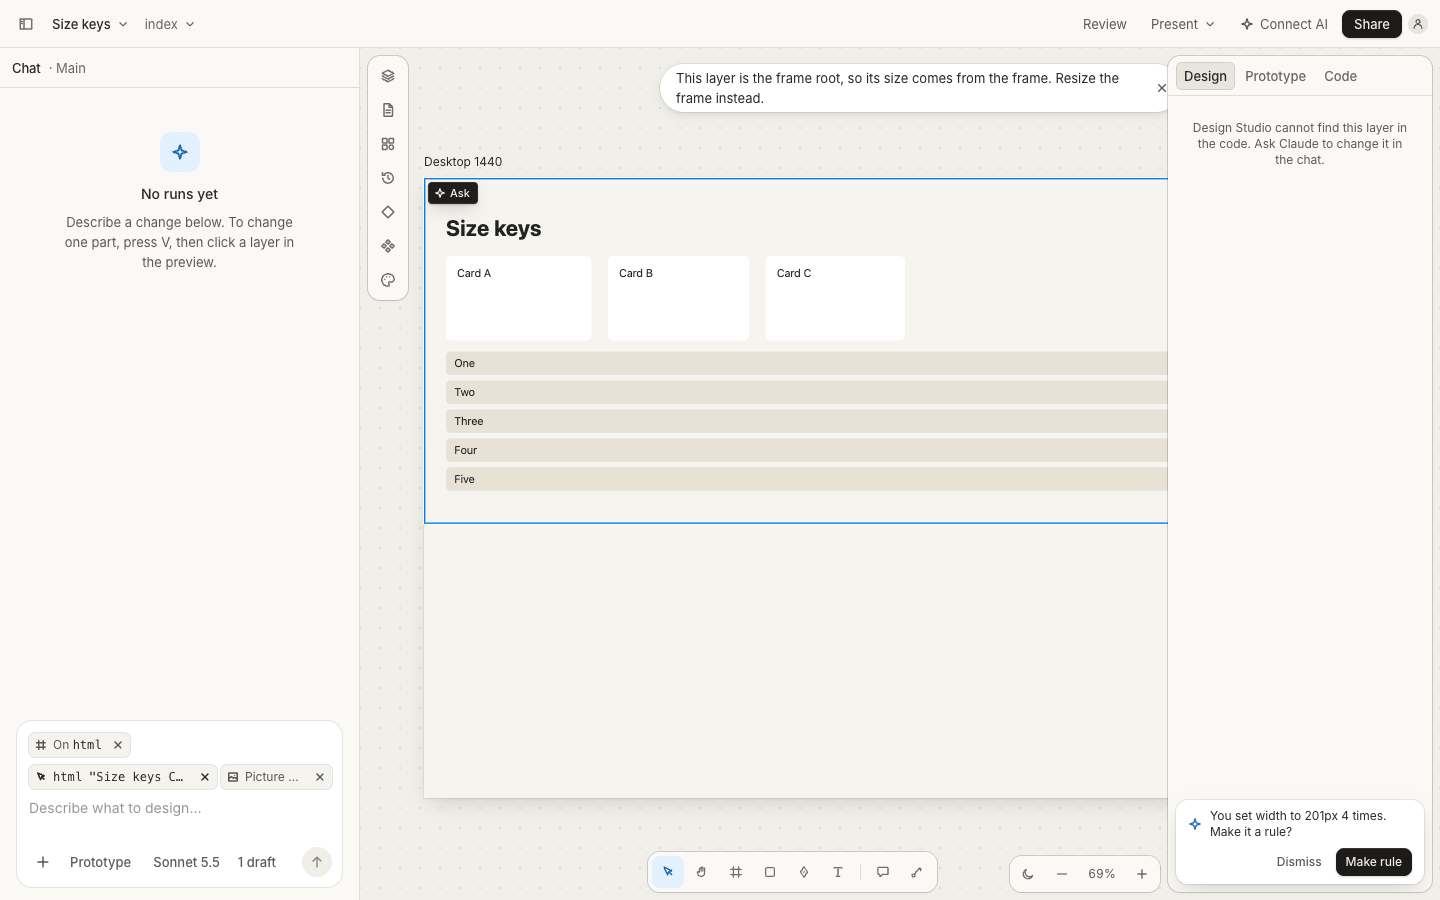 Size keys
index
Review
Present
Connect AI
Share
Chat · Main
This layer is the frame root, so its size comes from the frame. Resize the
frame instead.
Design
Prototype
Code
Design Studio cannot find this layer in
the code. Ask Claude to change it in
the chat.
No runs yet
Describe a change below. To change
one part, press V, then click a layer in
the preview.
Desktop 1440
Ask
Size keys
Card A
Card B
Card C
One
Two
Three
Four
Five
On html
html "Size keys C…
Picture …
Describe what to design…
Prototype
Sonnet 5.5
1 draft
69%
You set width to 201px 4 times.
Make it a rule?
Dismiss
Make rule